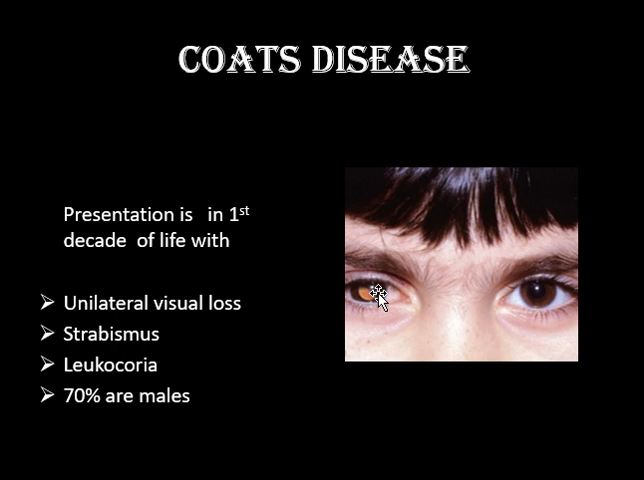 COATS DISEASE
Presentation is in 1st
decade of life with
➢ Unilateral visual loss
➢ Strabismus
➢ Leukocoria
➢ 70% are males